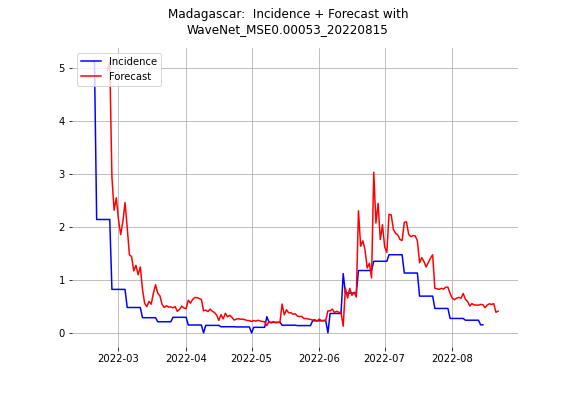 Madagascar:  Incidence + Forecast with
WaveNet_MSE0.00053_20220815
Incidence
Forecast
5
4
3
2
1
0
2022-03 2022-04 2022-05 2022-06 2022-07 2022-08